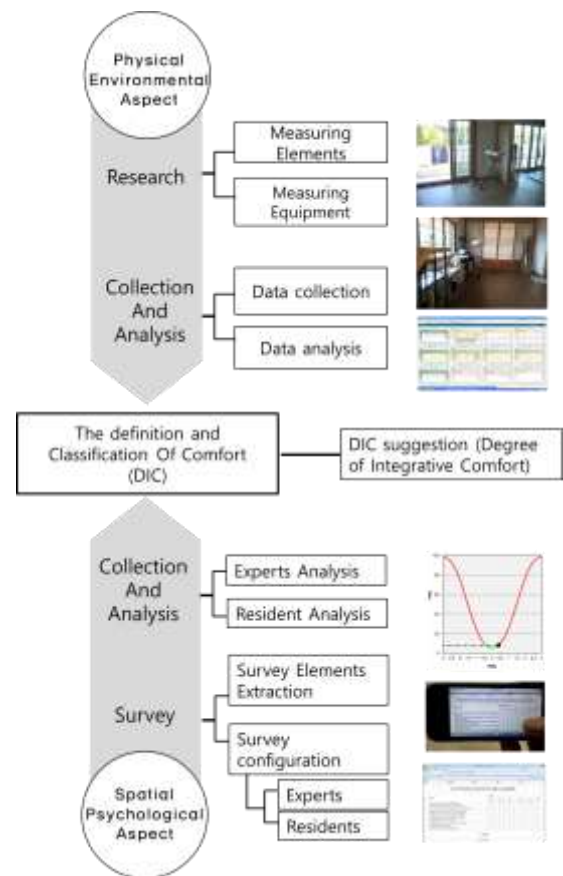 Physical
Environmental
Aspect
Research
Measuring
Elements
Measuring
Equipment
Collection
And
Analysis
Data collection
Data analysis
The definition and
Classification Of Comfort
(DIC)
DIC suggestion (Degree
of Integrative Comfort)
Collection
And
Analysis
Experts Analysis
Resident Analysis
Survey
Survey Elements
Extraction
Survey
configuration
Experts
Residents
Spatial
Psychological
Aspect